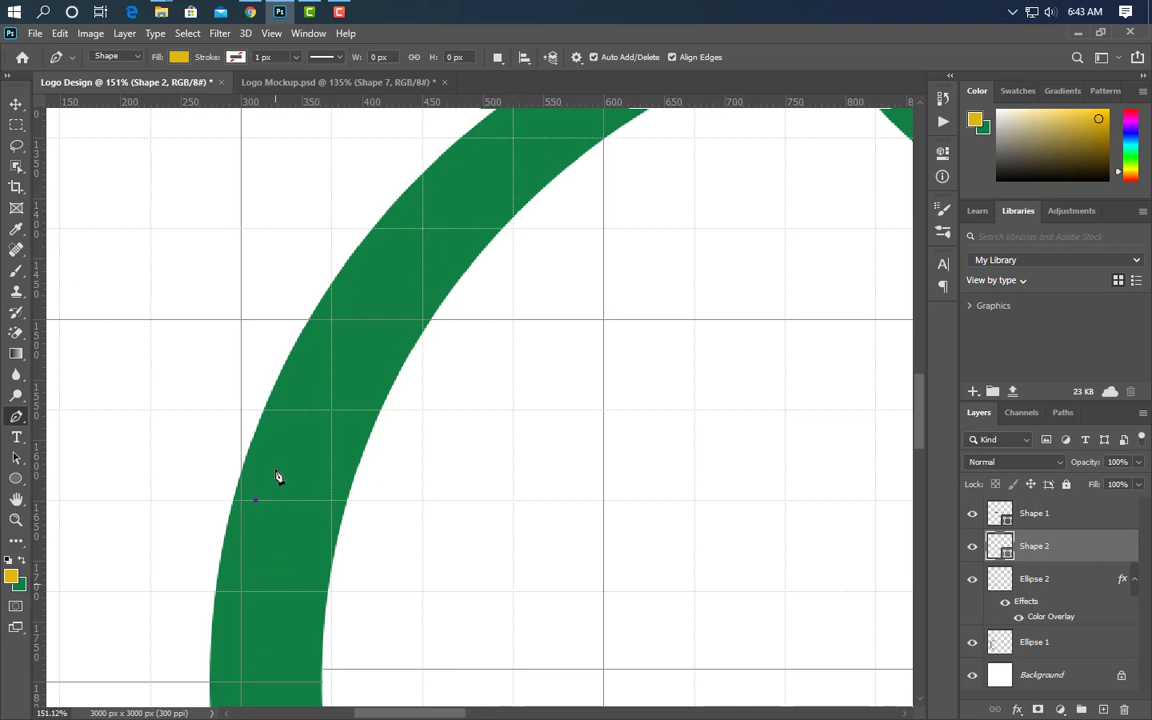 6:43 AM
Ps File Edit Image Layer Type Select Filter 3D View Window Help
Shape Fill: Stroke: 1 px W: 0 px H: 0 px Auto Add/Delete Align Edges
Logo Design @ 151% (Shape 2, RGB/8#) * × Logo Mockup.psd @ 135% (Shape 7, RGB/8#) * ×
150 200 250 300 350 400 450 500 550 600 650 700 750 800
Color Swatches Gradients Patterns
Learn Libraries Adjustments
Search libraries and Adobe Stock
My Library
View by type
Graphics
23 KB
Layers Channels Paths
Kind
Normal Opacity: 100%
Lock: Fill: 100%
Shape 1
Shape 2
Ellipse 2 fx
Effects
Color Overlay
Ellipse 1
Background
151.12% 3000 px x 3000 px (300 ppi)